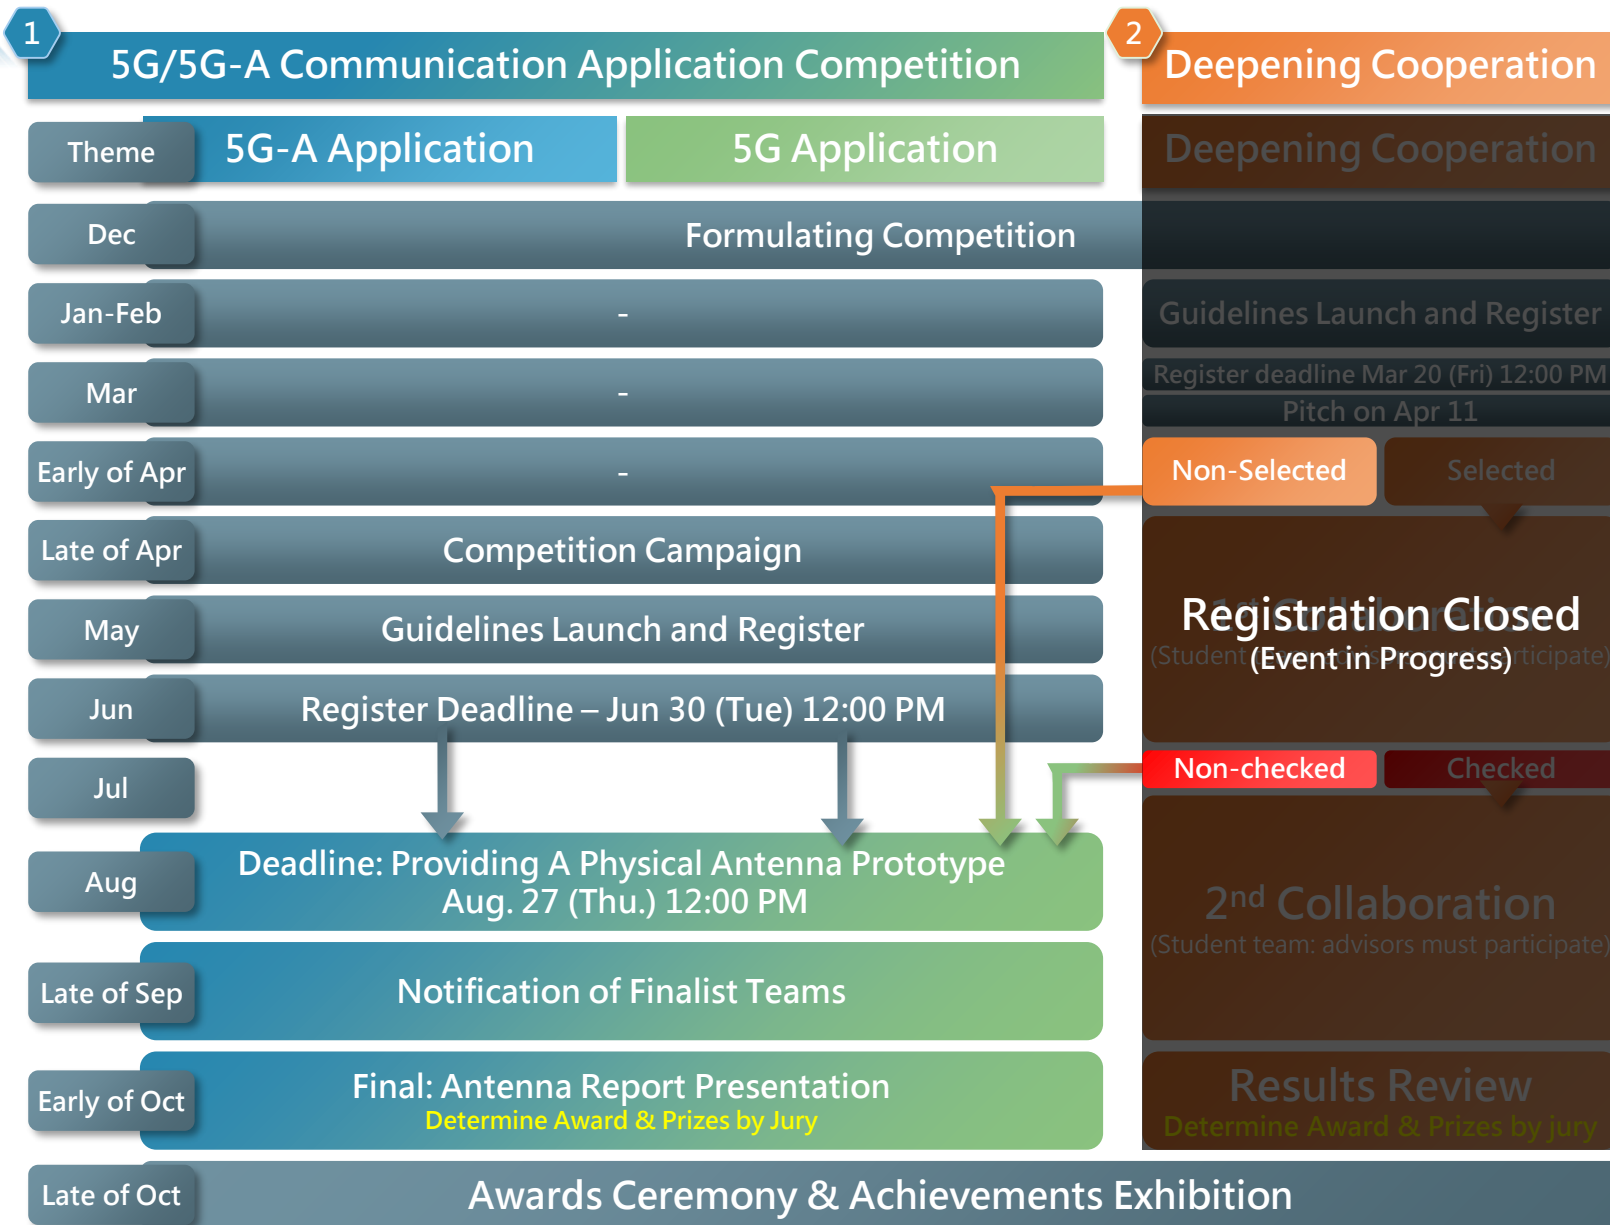 1
5G/5G-A Communication Application Competition
2
Deepening Cooperation
Theme
5G-A Application
5G Application
Deepening Cooperation
Dec
Formulating Competition
Jan-Feb
-
Guidelines Launch and Register
Mar
-
Register deadline Mar 20 (Fri) 12:00 PM
Pitch on Apr 11
Early of Apr
-
Non-Selected
Selected
Late of Apr
Competition Campaign
May
Guidelines Launch and Register
Registration Closed
(Event in Progress)
(Student
participate)
Jun
Register Deadline – Jun 30 (Tue) 12:00 PM
Jul
Non-checked
Checked
Aug
Deadline: Providing A Physical Antenna Prototype
Aug. 27 (Thu.) 12:00 PM
2nd Collaboration
(Student team: advisors must participate)
Late of Sep
Notification of Finalist Teams
Early of Oct
Final: Antenna Report Presentation
Determine Award & Prizes by Jury
Results Review
Determine Award & Prizes by jury
Late of Oct
Awards Ceremony & Achievements Exhibition